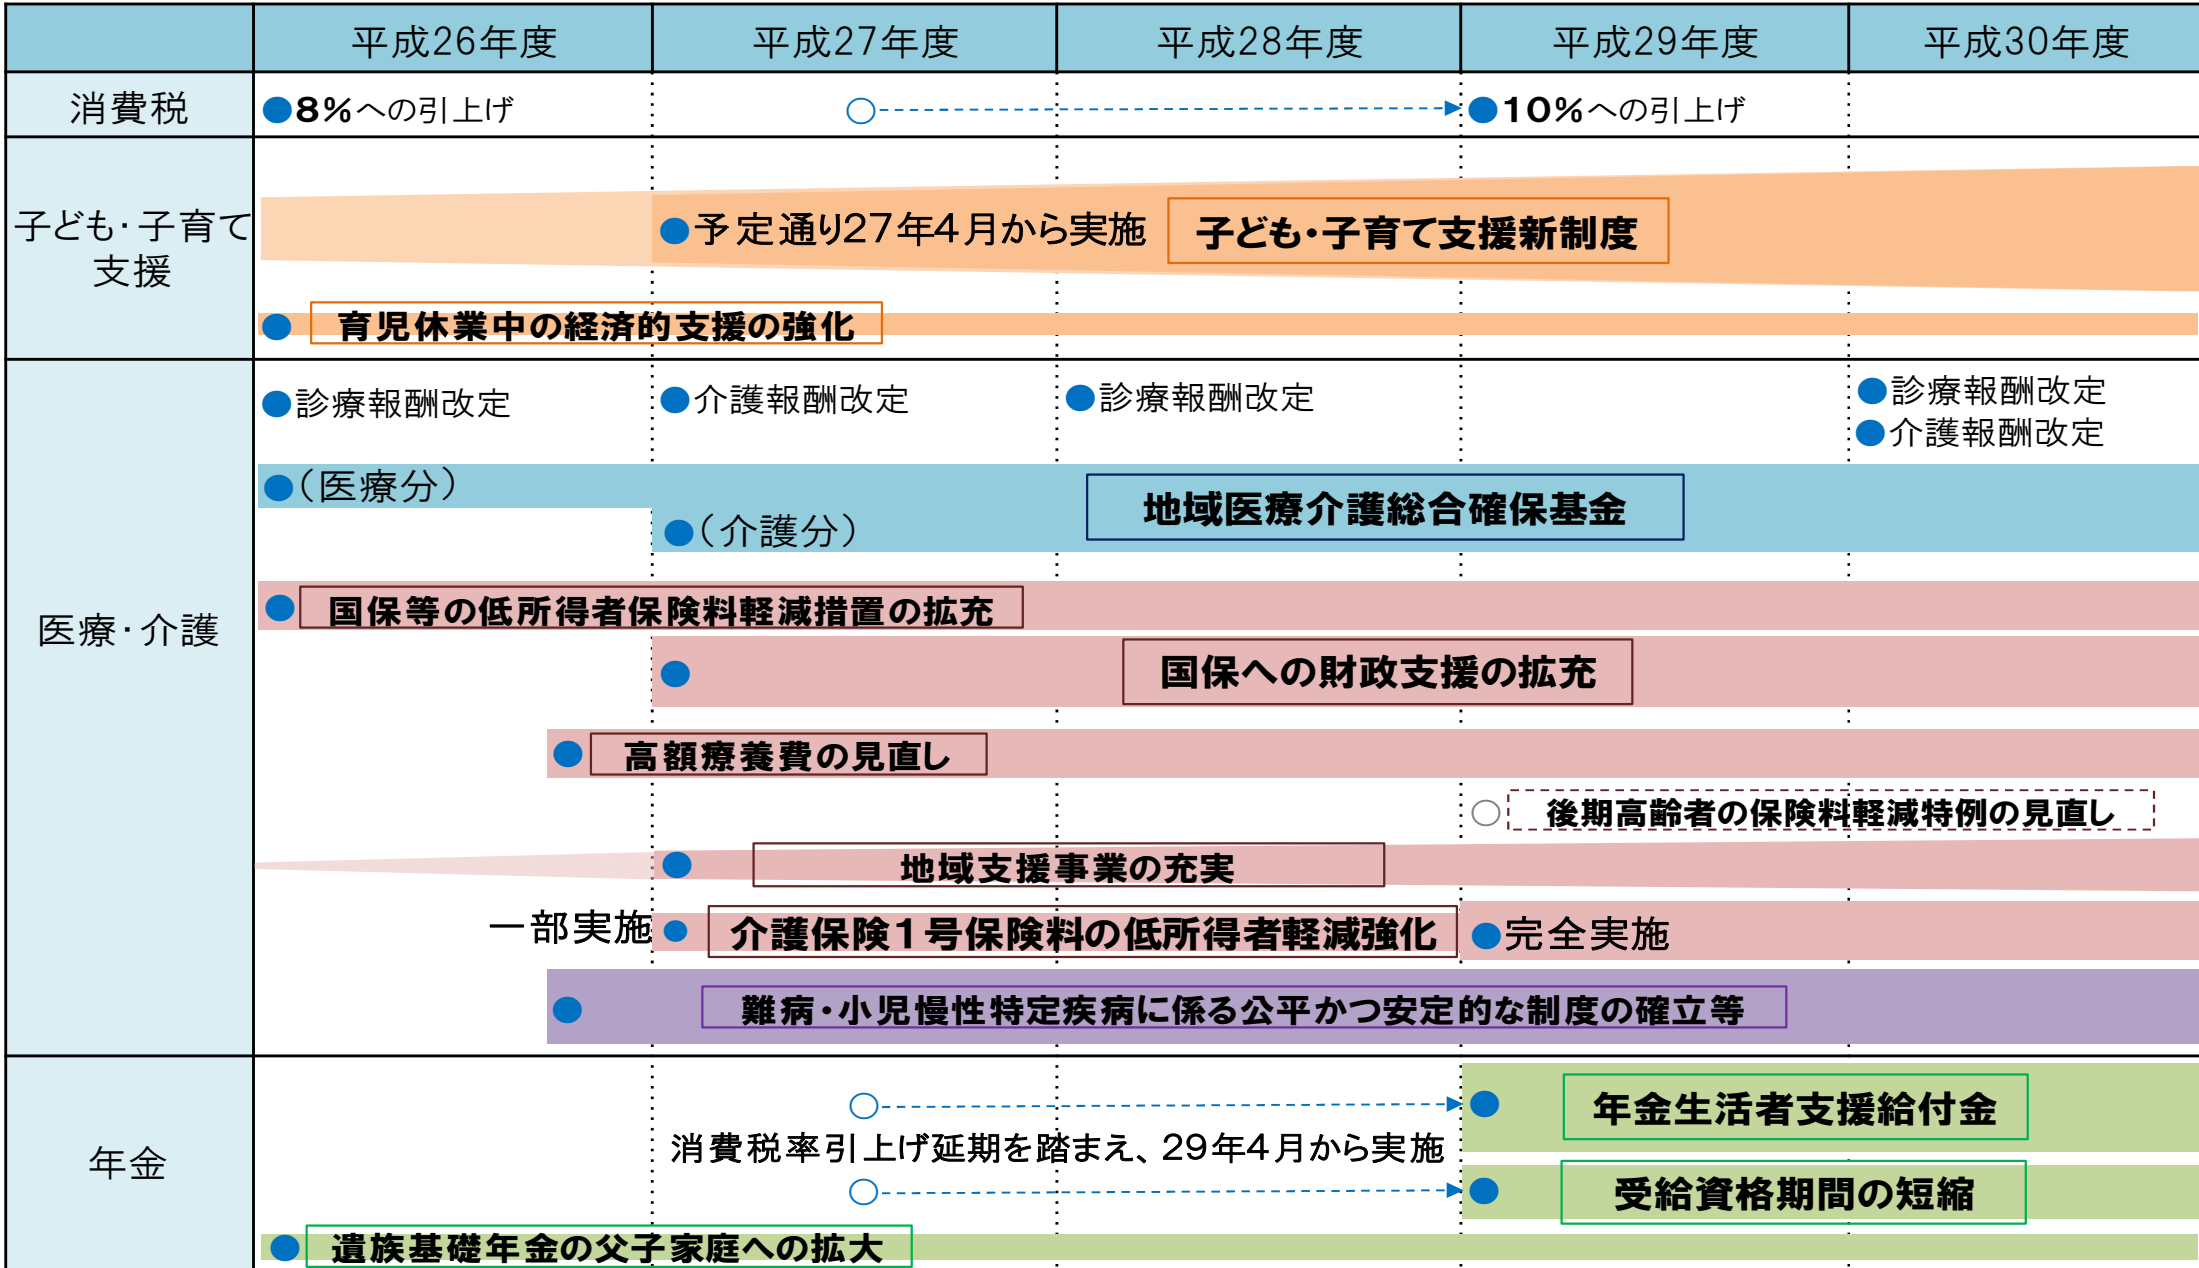 平成26年度
平成27年度
平成28年度
平成29年度
平成30年度
消費税
●8%への引上げ
●10%への引上げ
子ども・子育て
支援
●予定通り27年4月から実施
子ども・子育て支援新制度
育児休業中の経済的支援の強化
医療・介護
●診療報酬改定
●介護報酬改定
●診療報酬改定
●診療報酬改定
●介護報酬改定
●(医療分)
●(介護分)
地域医療介護総合確保基金
国保等の低所得者保険料軽減措置の拡充
国保への財政支援の拡充
高額療養費の見直し
後期高齢者の保険料軽減特例の見直し
地域支援事業の充実
一部実施
介護保険1号保険料の低所得者軽減強化
●完全実施
難病・小児慢性特定疾病に係る公平かつ安定的な制度の確立等
年金
年金生活者支援給付金
消費税率引上げ延期を踏まえ、29年4月から実施
受給資格期間の短縮
遺族基礎年金の父子家庭への拡大